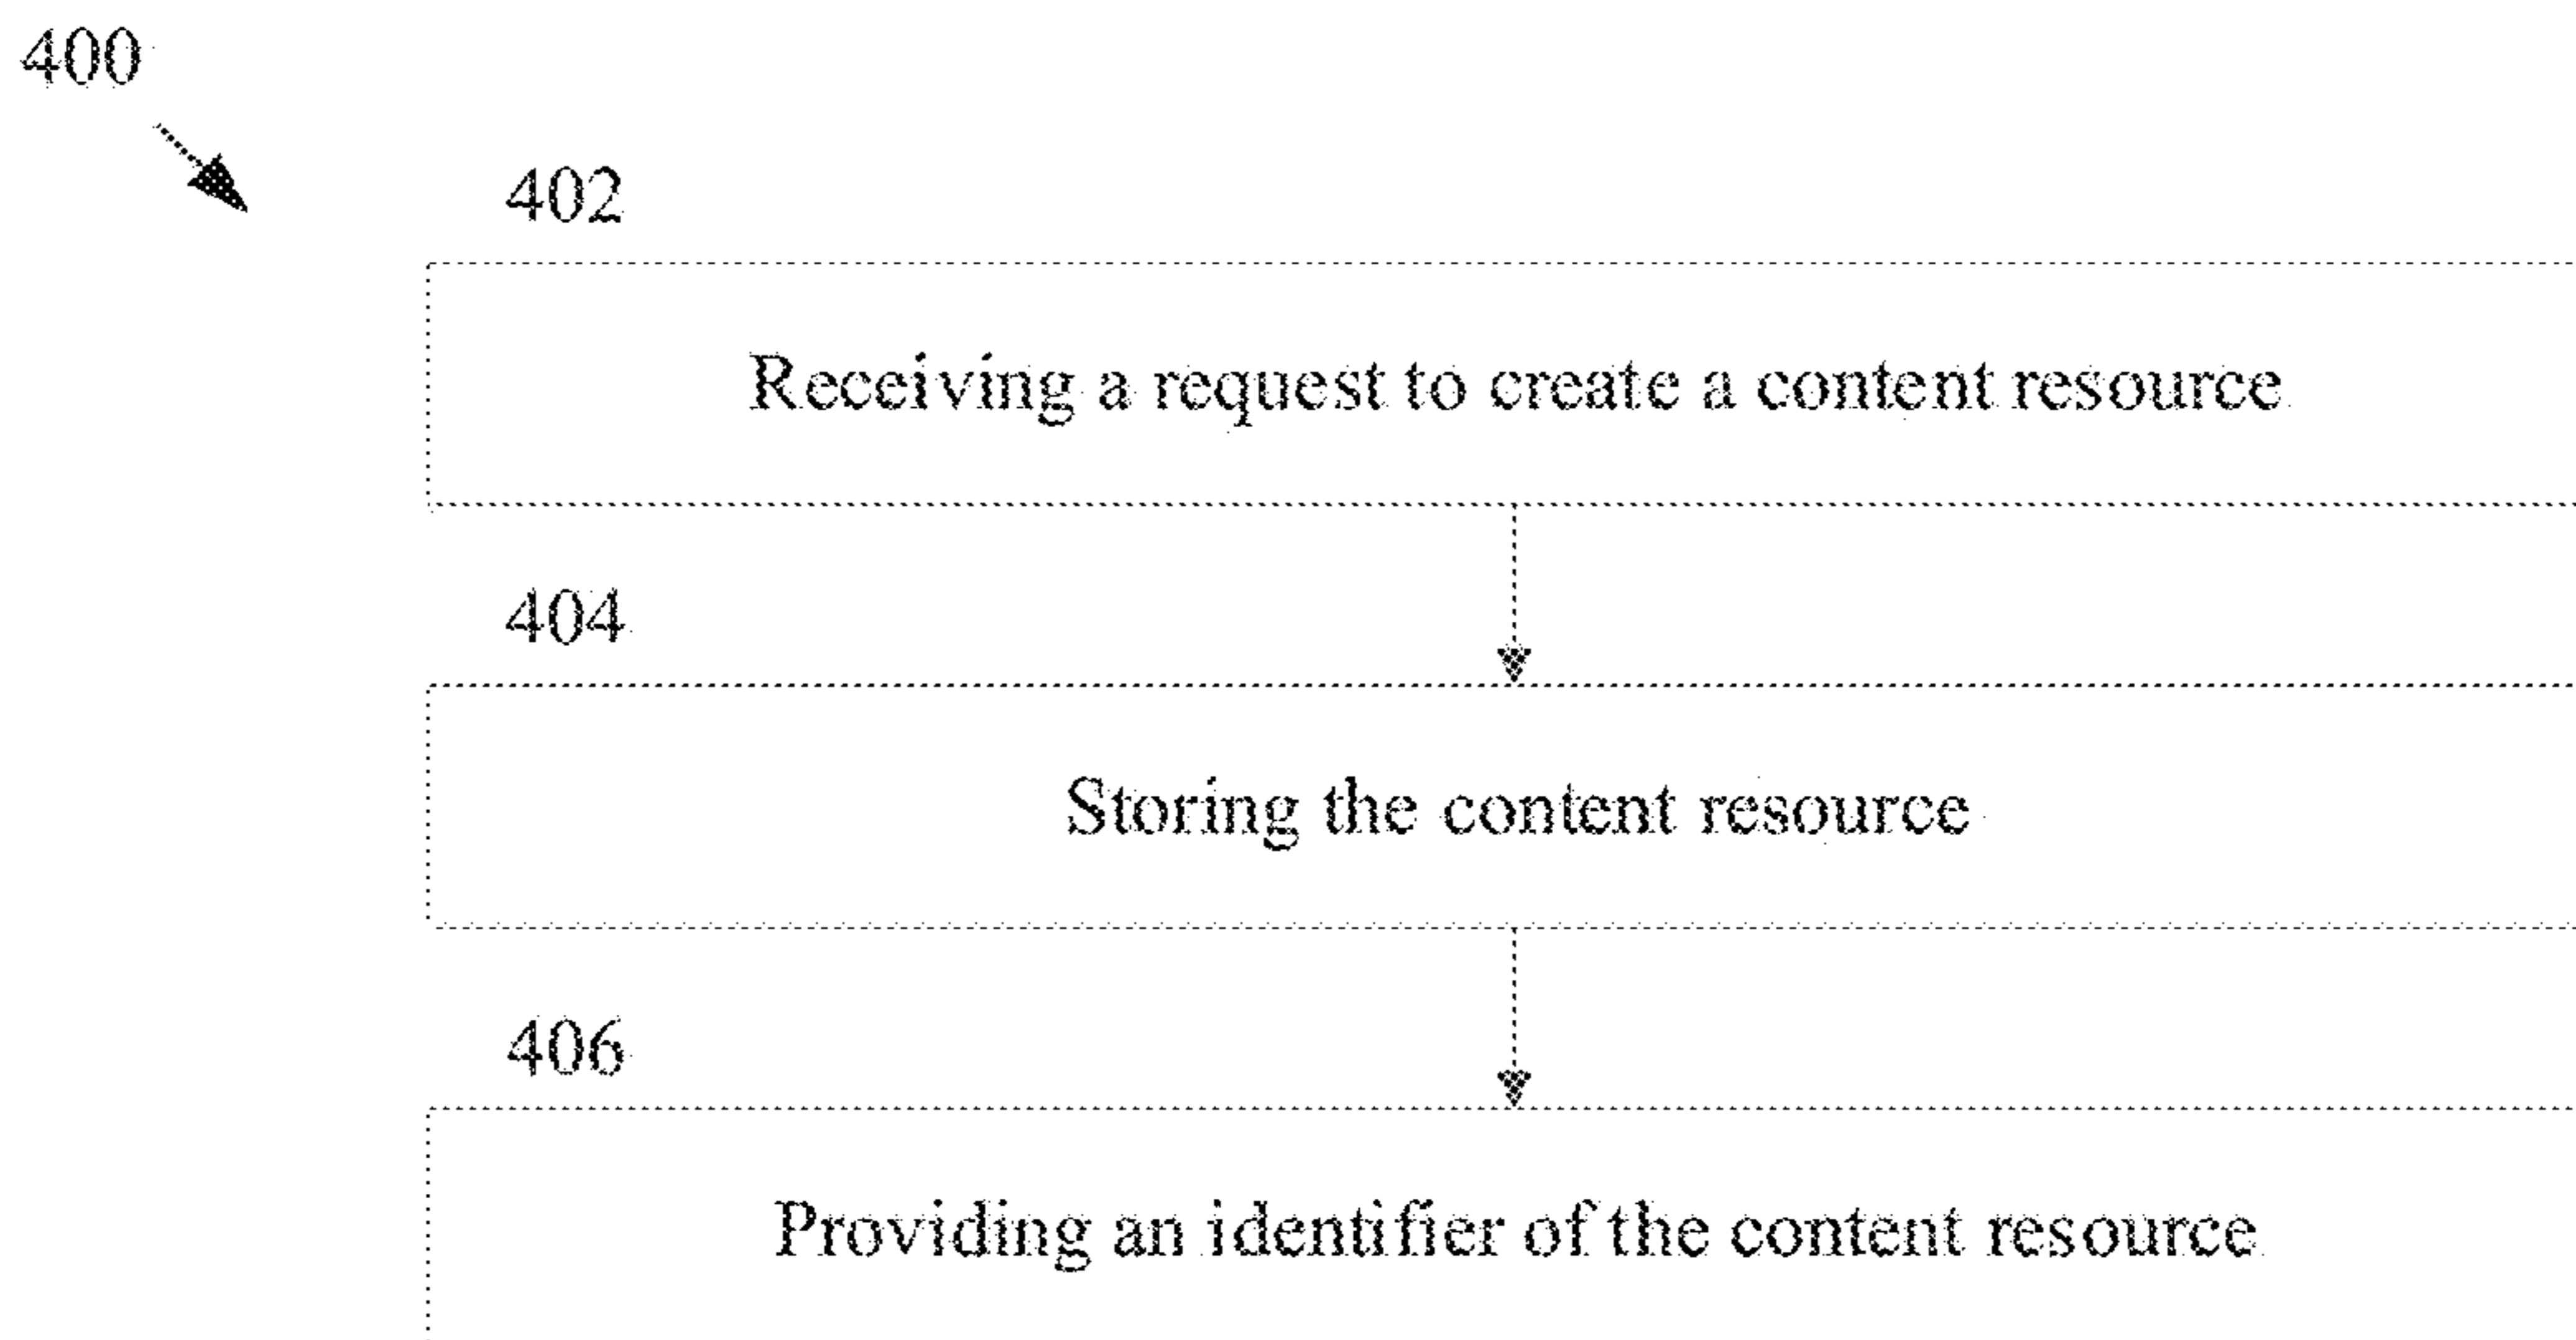 400
402
Receiving a request to create a content resource
404
Storing the content resource
406
Providing an identifier of the content resource